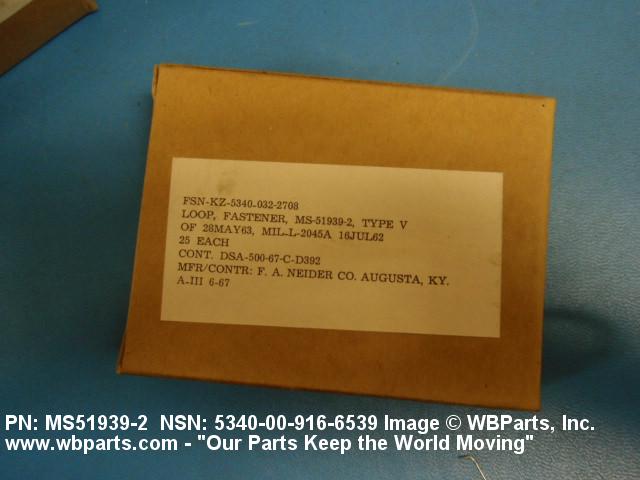 FSN-KZ-5340-032-2708
LOOP, FASTENER, MS-51939-2, TYPE V
OF 28MAY63, MIL-L-2045A 16JUL62
25 EACH
CONT. DSA-500-67-C-D392
MFR/CONTR: F. A. NEIDER CO. AUGUSTA, KY.
A-III 6-67
PN: MS51939-2 NSN: 5340-00-916-6539 Image © WBParts, Inc.
www.wbparts.com - "Our Parts Keep the World Moving"